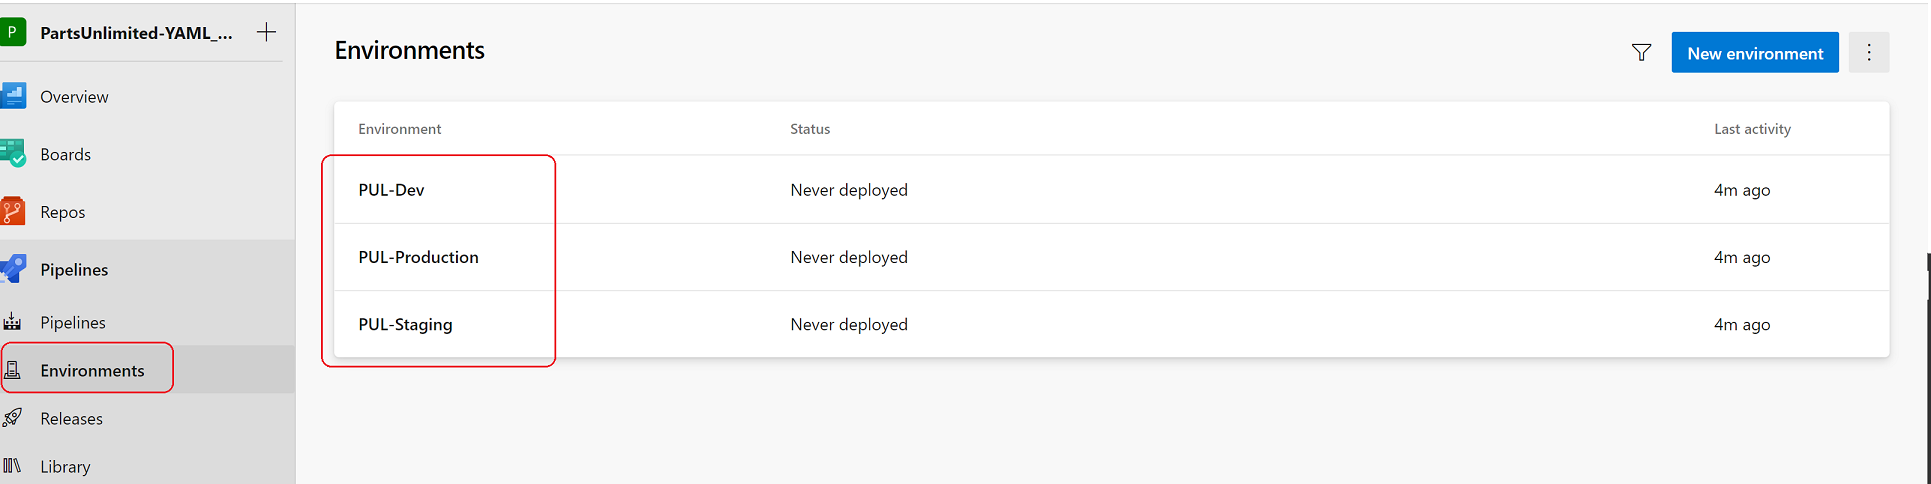 P PartsUnlimited-YAML_... +
Overview
Boards
Repos
Pipelines
Pipelines
Environments
Releases
Library
Environments
New environment
Environment Status Last activity
PUL-Dev Never deployed 4m ago
PUL-Production Never deployed 4m ago
PUL-Staging Never deployed 4m ago